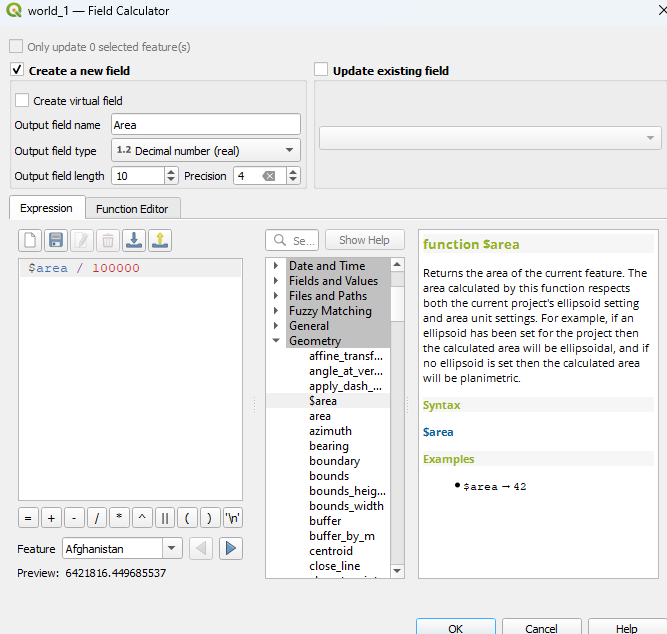 world_1 — Field Calculator
Only update 0 selected feature(s)
Create a new field
Update existing field
Create virtual field
Output field name Area
Output field type 1.2 Decimal number (real)
Output field length 10 Precision 4
Expression Function Editor
Se... Show Help
$area / 100000
Date and Time
Fields and Values
Files and Paths
Fuzzy Matching
General
Geometry
affine_transf...
angle_at_ver...
apply_dash_...
$area
area
azimuth
bearing
boundary
bounds
bounds_heig...
bounds_width
buffer
buffer_by_m
centroid
close_line
function $area
Returns the area of the current feature. The
area calculated by this function respects
both the current project's ellipsoid setting
and area unit settings. For example, if an
ellipsoid has been set for the project then
the calculated area will be ellipsoidal, and if
no ellipsoid is set then the calculated area
will be planimetric.
Syntax
$area
Examples
• $area → 42
= + - / * ^ || ( ) '\n'
Feature Afghanistan
Preview: 6421816.449685537
OK Cancel Help